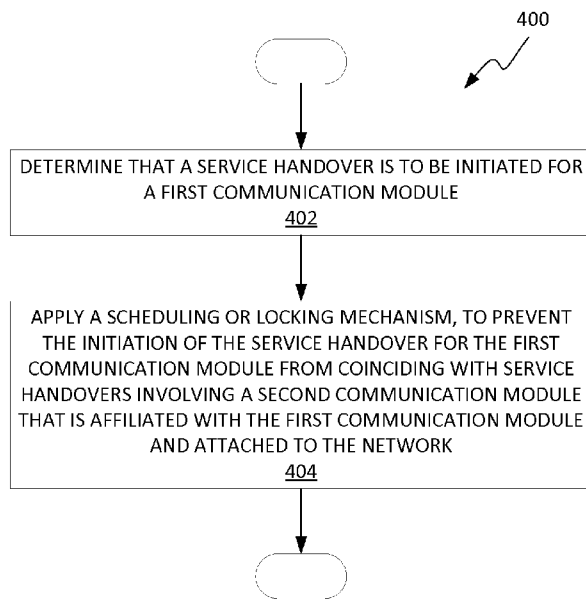 400
DETERMINE THAT A SERVICE HANDOVER IS TO BE INITIATED FOR
A FIRST COMMUNICATION MODULE
402
APPLY A SCHEDULING OR LOCKING MECHANISM, TO PREVENT
THE INITIATION OF THE SERVICE HANDOVER FOR THE FIRST
COMMUNICATION MODULE FROM COINCIDING WITH SERVICE
HANDOVERS INVOLVING A SECOND COMMUNICATION MODULE
THAT IS AFFILIATED WITH THE FIRST COMMUNICATION MODULE
AND ATTACHED TO THE NETWORK
404